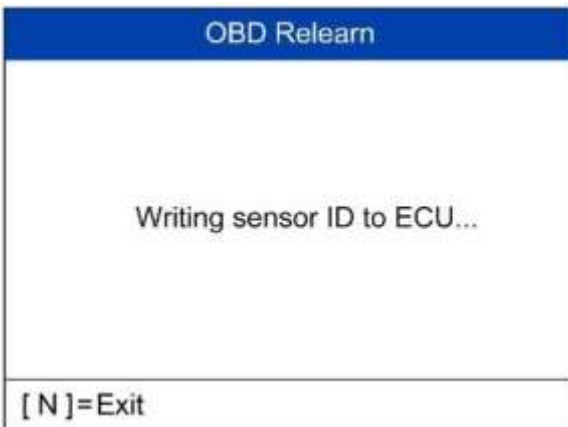 OBD Relearn
Writing sensor ID to ECU...
[ N ]=Exit